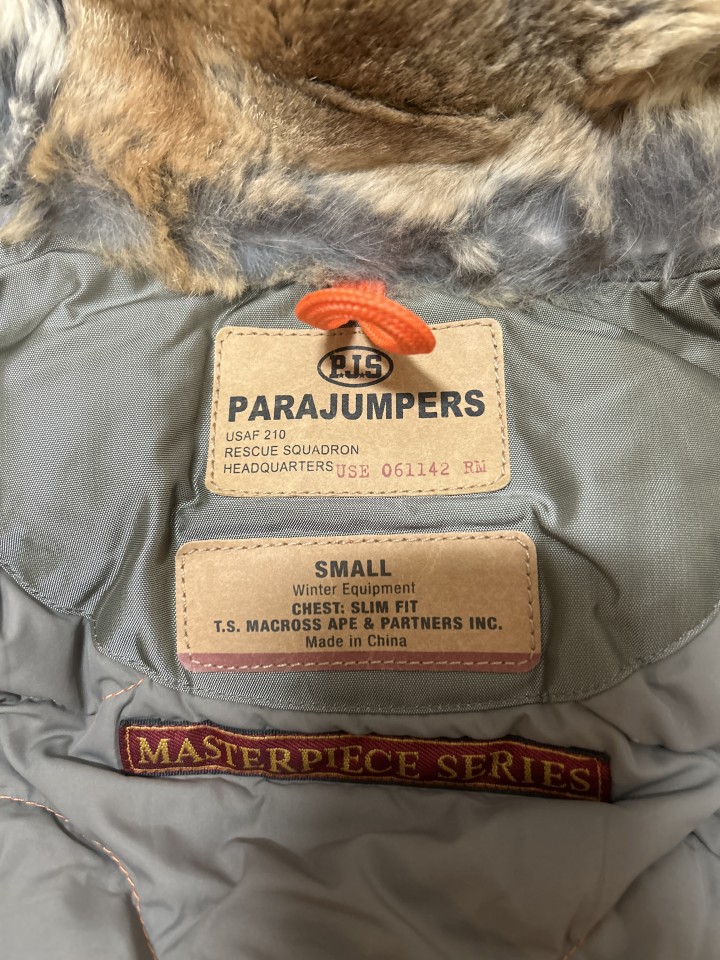 P.J.S
PARAJUMPERS
USAF 210
RESCUE SQUADRON
HEADQUARTERS USE 061142 RM
SMALL
Winter Equipment
CHEST: SLIM FIT
T.S. MACROSS APE & PARTNERS INC.
Made in China
MASTERPIECE SERIES